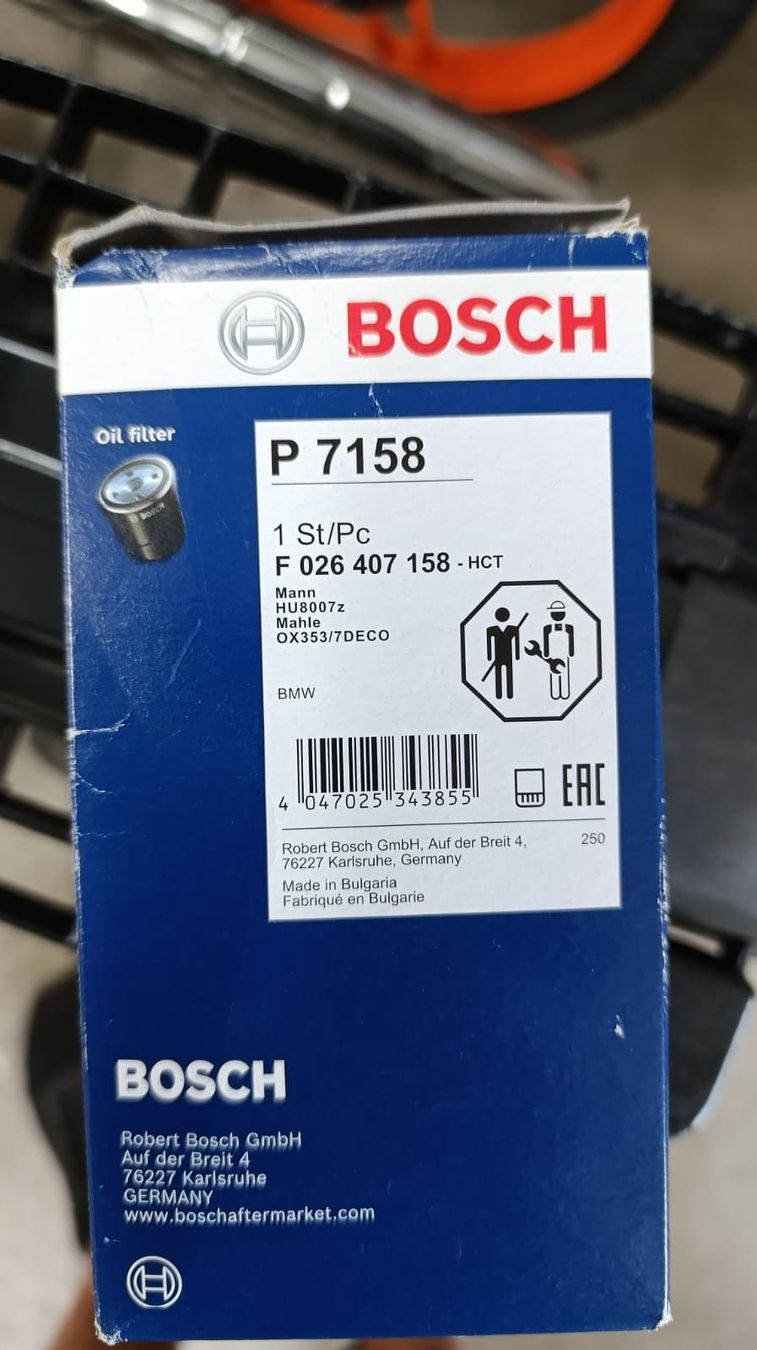 BOSCH
Oil filter
BOSCH
P 7158
1 St/Pc
F 026 407 158 - HCT
Mann
HU8007z
Mahle
OX353/7DECO
BMW
4 047025 343855
EAC
Robert Bosch GmbH, Auf der Breit 4,
76227 Karlsruhe, Germany
250
Made in Bulgaria
Fabriqué en Bulgarie
BOSCH
Robert Bosch GmbH
Auf der Breit 4
76227 Karlsruhe
GERMANY
www.boschaftermarket.com